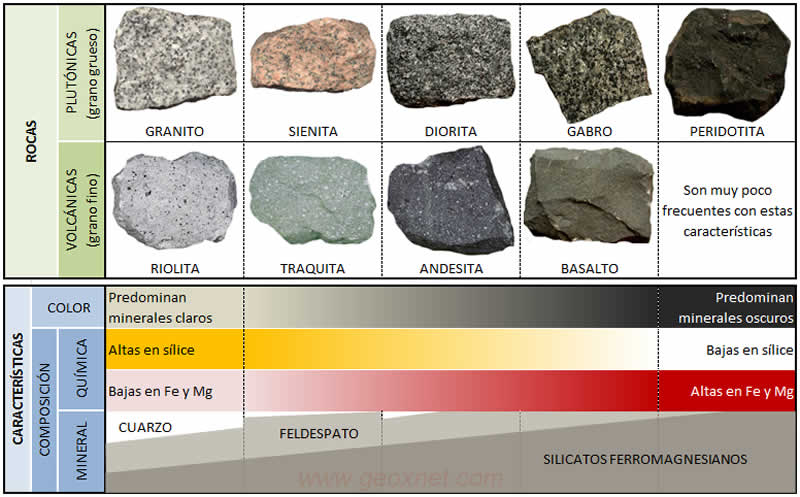 ROCAS
PLUTÓNICAS
(grano grueso)
GRANITO
SIENITA
DIORITA
GABRO
PERIDOTITA
VOLCÁNICAS
(grano fino)
RIOLITA
TRAQUITA
ANDESITA
BASALTO
Son muy poco
frecuentes con estas
características
CARACTERÍSTICAS
COLOR
Predominan
minerales claros
Predominan
minerales oscuros
COMPOSICIÓN
QUÍMICA
Altas en sílice
Bajas en sílice
Bajas en Fe y Mg
Altas en Fe y Mg
MINERAL
CUARZO
FELDESPATO
SILICATOS FERROMAGNESIANOS
www.geoxnet.com